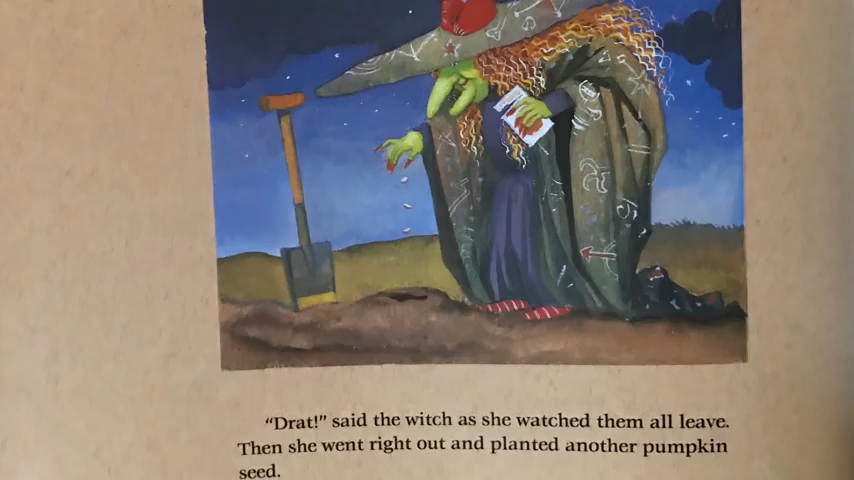 “Drat!” said the witch as she watched them all leave.
Then she went right out and planted another pumpkin
seed.